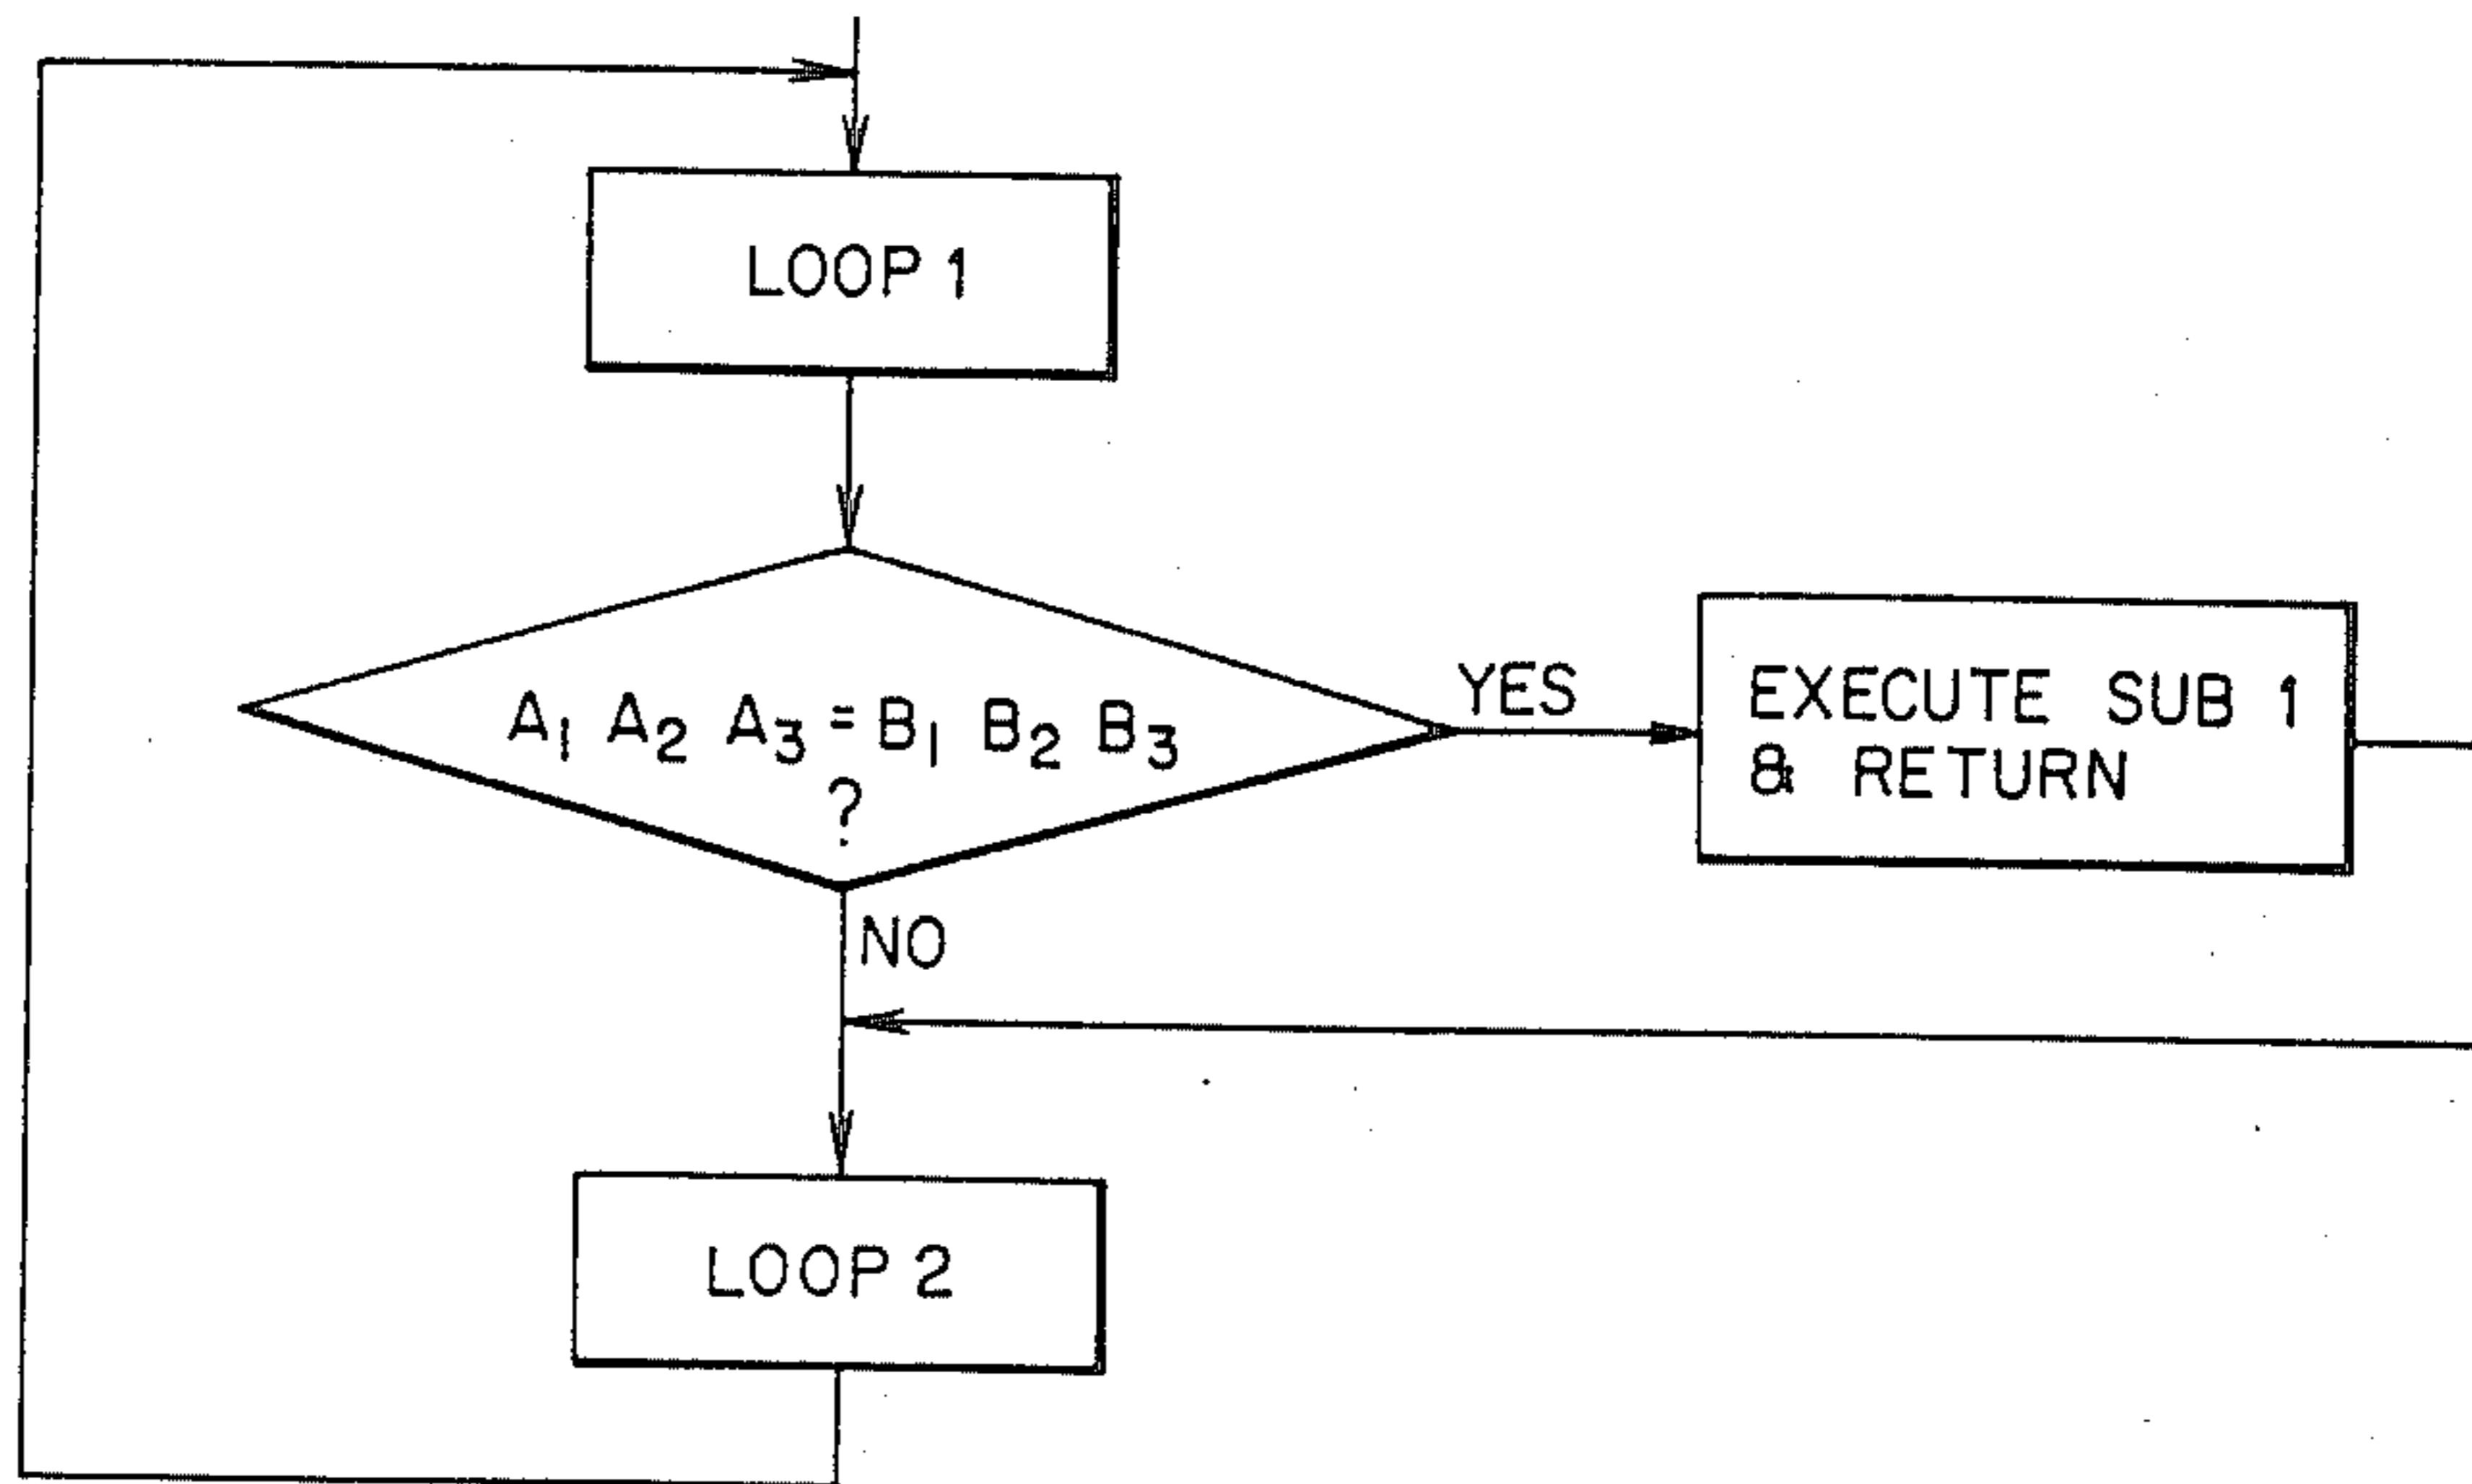 LOOP 1
A₁ A₂ A₃ = B₁ B₂ B₃
?
YES
EXECUTE SUB 1
& RETURN
NO
LOOP 2